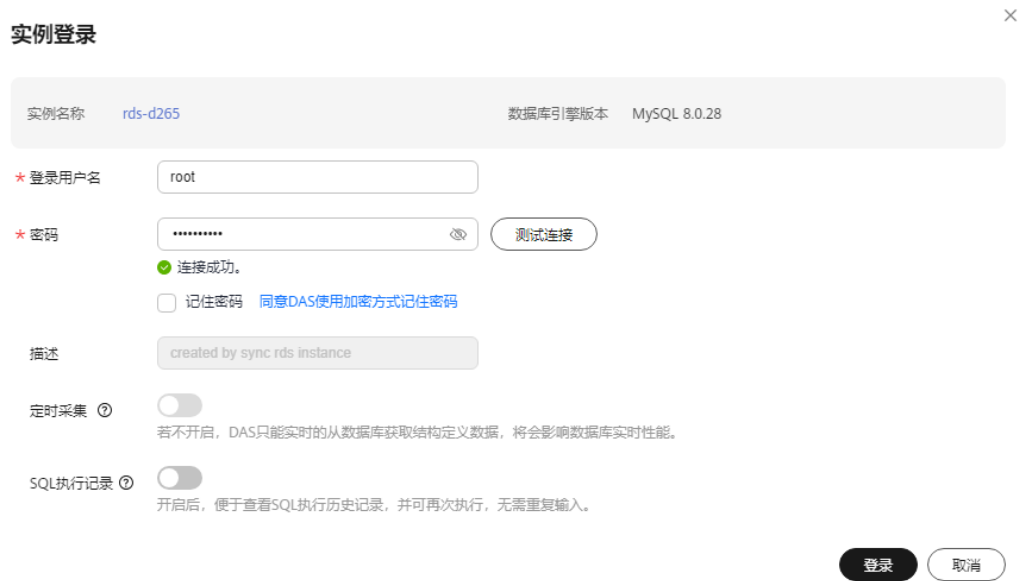 实例登录
实例名称 rds-d265 数据库引擎版本 MySQL 8.0.28
* 登录用户名 root
* 密码 •••••••••• 测试连接
连接成功。
记住密码 同意DAS使用加密方式记住密码
描述 created by sync rds instance
定时采集 ?
若不开启，DAS只能实时的从数据库获取结构定义数据，将会影响数据库实时性能。
SQL执行记录 ?
开启后，便于查看SQL执行历史记录，并可再次执行，无需重复输入。
登录 取消